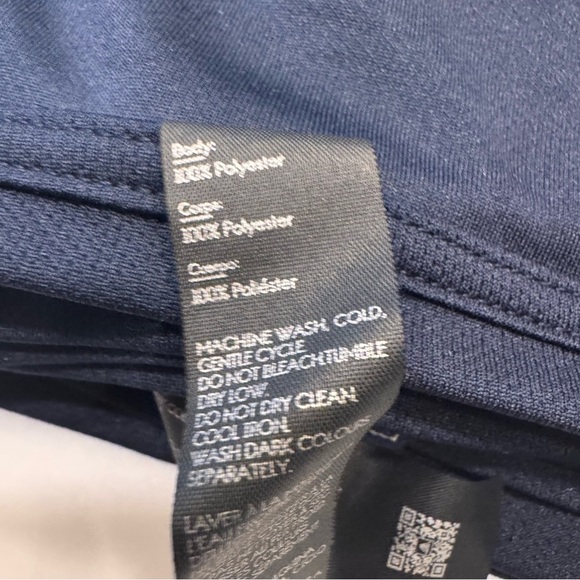 Body:
100% Polyester
Corps:
100% Polyester
Cuerpo:
100% Poliéster
MACHINE WASH, COLD,
GENTLE CYCLE
DO NOT BLEACH.TUMBLE
DRY LOW.
DO NOT DRY CLEAN.
COOL IRON.
WASH DARK COLOURS
SEPARATELY.